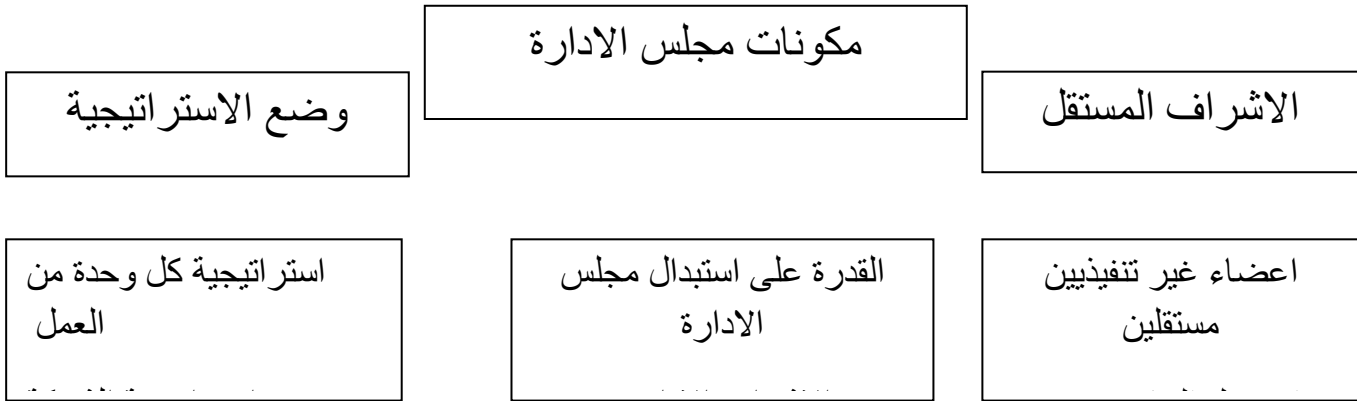 مكونات مجلس الادارة
الاشراف المستقل
وضع الاستراتيجية
اعضاء غير تنفيذيين
مستقلين
القدرة على استبدال مجلس
الادارة
استراتيجية كل وحدة من
العمل